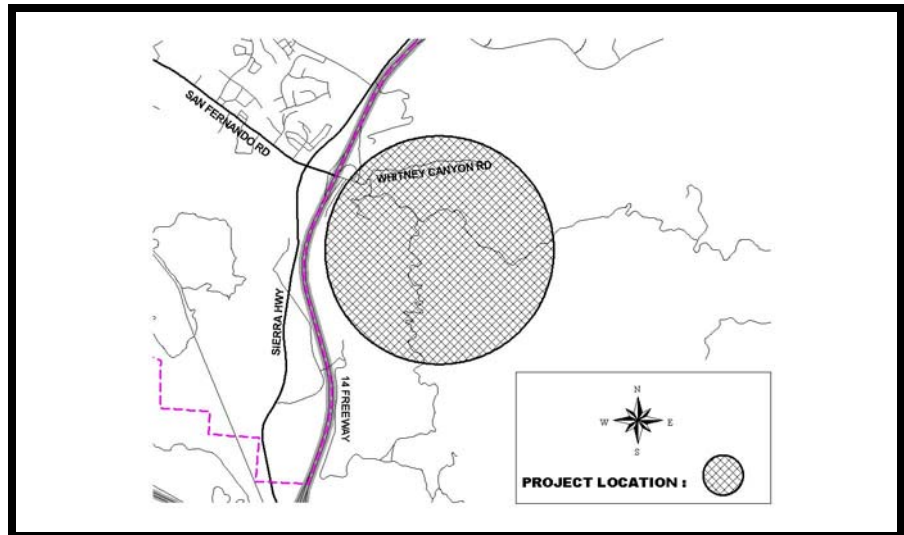 SAN FERNANDO RD
WHITNEY CANYON RD
SIERRA HWY
14 FREEWAY
N
W E
S
PROJECT LOCATION :